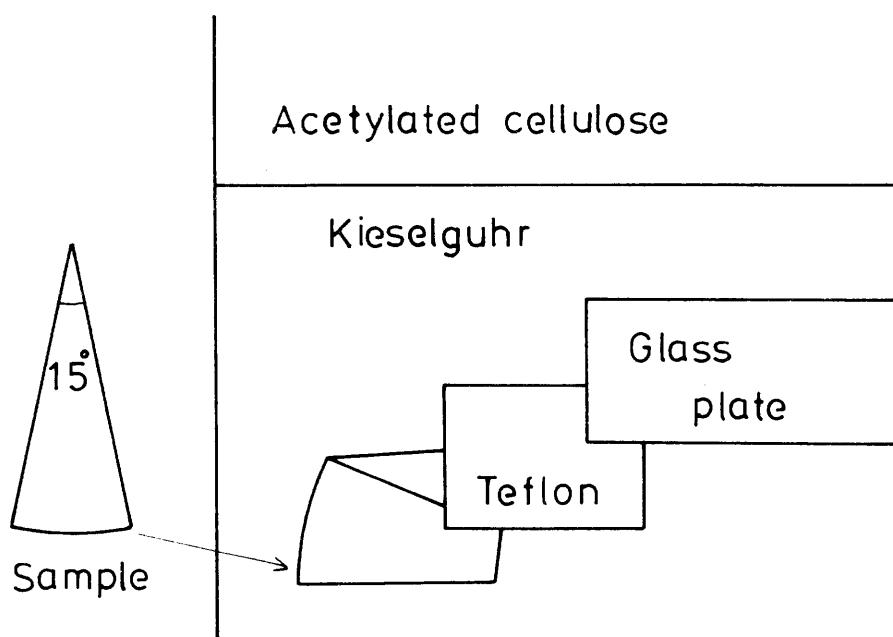 Acetylated cellulose
Kieselguhr
15°
Glass
plate
Teflon
Sample